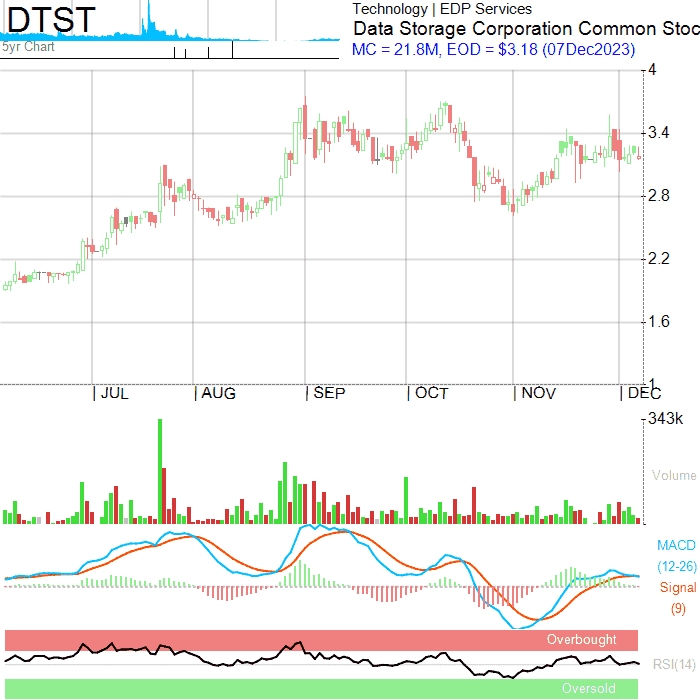 DTST
5yr Chart
Technology | EDP Services
Data Storage Corporation Common Stoc
MC = 21.8M, EOD = $3.18 (07Dec2023)
4
3.4
2.8
2.2
1.6
1
JUL AUG SEP OCT NOV DEC
343k
Volume
MACD
(12-26)
Signal
(9)
Overbought
RSI(14)
Oversold